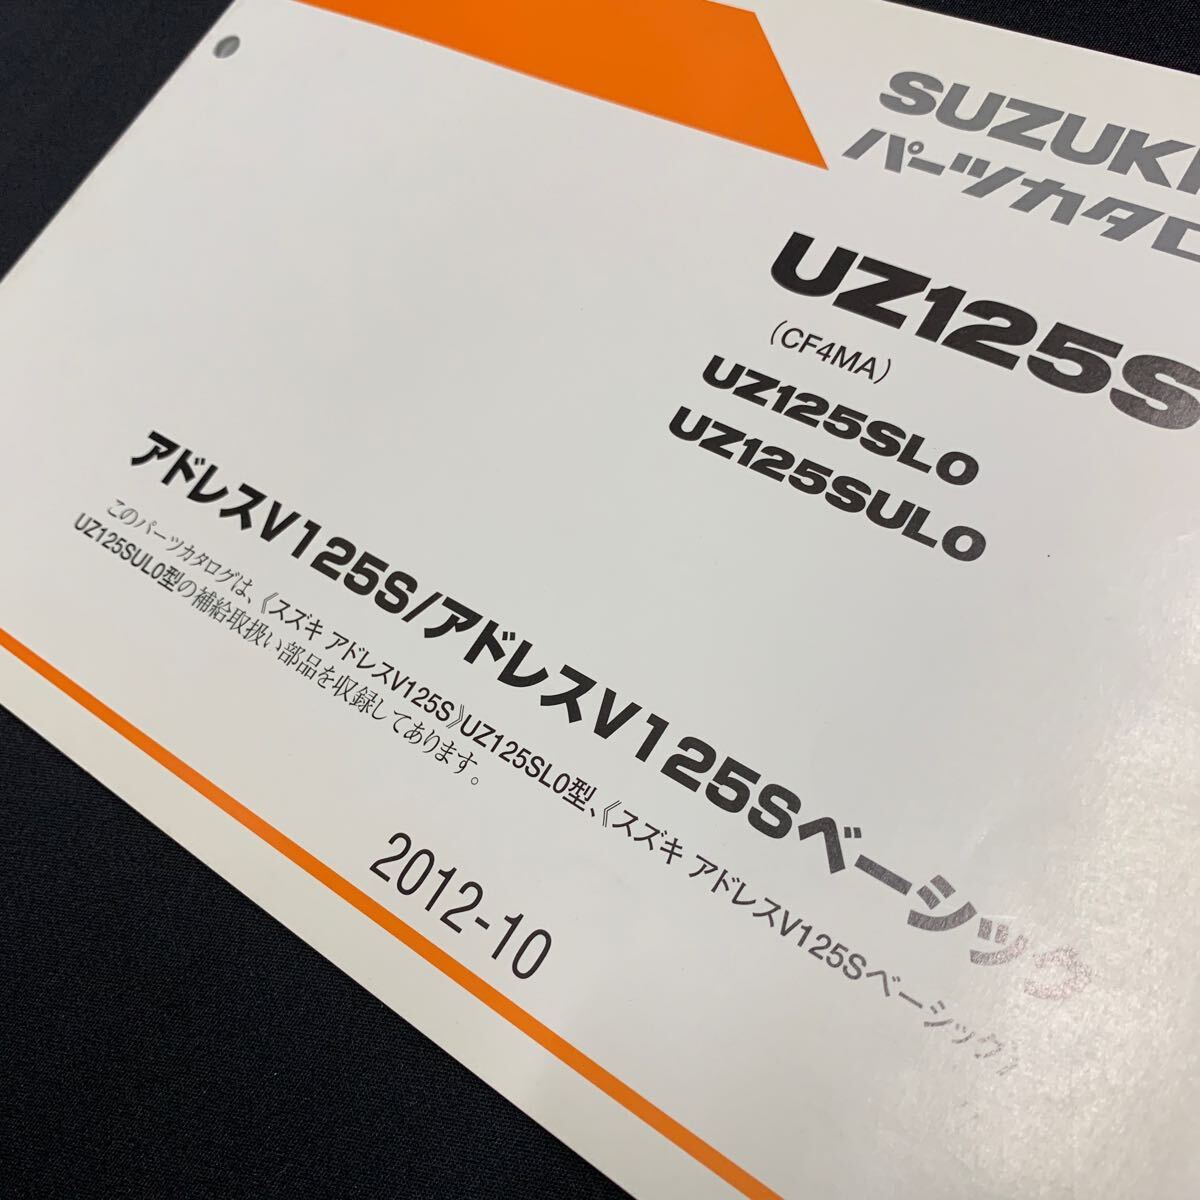 SUZUKI
パーツカタロ
UZ125S
(CF4MA)
UZ125SL0
UZ125SUL0
アドレスV125S/アドレスV125Sベーシック
このパーツカタログは、《スズキ アドレスV125S》UZ125SL0型、《スズキ アドレスV125Sベーシック》
UZ125SUL0型の補給取扱い部品を収録してあります。
2012-10